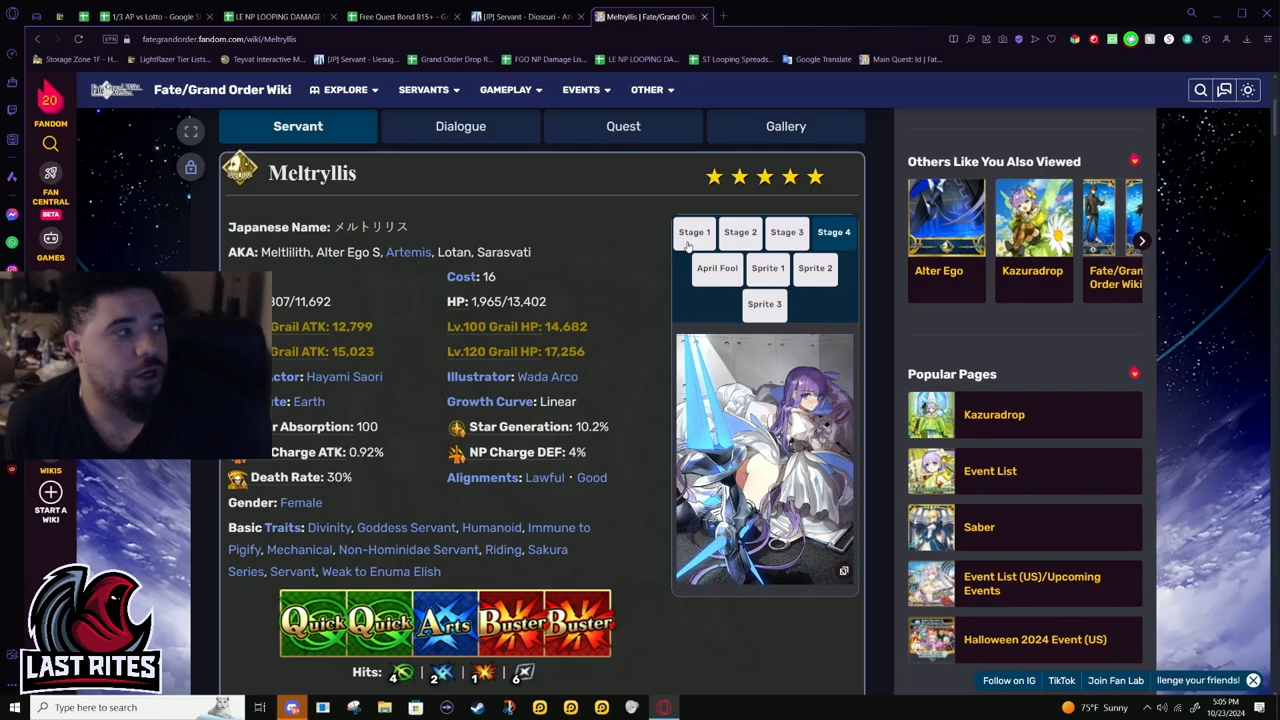 1/3 AP vs Lotto - Google S
LE NP LOOPING DAMAGE
Free Quest Bond 815+ - G
[JP] Servant - Dioscuri - Atl
Meltryllis | Fate/Grand Ord
VPN
fategrandorder.fandom.com/wiki/Meltryllis
Storage Zone 1F - H...
LightRazer Tier Lists...
Teyvat Interactive M...
[JP] Servant - Uesug...
Grand Order Drop R...
FGO NP Damage Lis...
LE NP LOOPING DA...
ST Looping Spreads...
Google Translate
Main Quest: Id | Fat...
20
FANDOM
FAN
CENTRAL
BETA
GAMES
WIKIS
START A
WIKI
Fate/Grand Order Wiki
EXPLORE
SERVANTS
GAMEPLAY
EVENTS
OTHER
Servant
Dialogue
Quest
Gallery
Meltryllis
Japanese Name: メルトリリス
AKA: Meltlilith, Alter Ego S, Artemis, Lotan, Sarasvati
Cost: 16
807/11,692
HP: 1,965/13,402
Grail ATK: 12,799
Lv.100 Grail HP: 14,682
Grail ATK: 15,023
Lv.120 Grail HP: 17,256
Actor: Hayami Saori
Illustrator: Wada Arco
te: Earth
Growth Curve: Linear
r Absorption: 100
Star Generation: 10.2%
Charge ATK: 0.92%
NP Charge DEF: 4%
Death Rate: 30%
Alignments: Lawful・Good
Gender: Female
Basic Traits: Divinity, Goddess Servant, Humanoid, Immune to
Pigify, Mechanical, Non-Hominidae Servant, Riding, Sakura
Series, Servant, Weak to Enuma Elish
Quick
Quick
Arts
Buster
Buster
Hits: 4 | 2 | 1 | 6
Stage 1
Stage 2
Stage 3
Stage 4
April Fool
Sprite 1
Sprite 2
Sprite 3
Others Like You Also Viewed
Alter Ego
Kazuradrop
Fate/Gran
Order Wiki
Popular Pages
Kazuradrop
Event List
Saber
Event List (US)/Upcoming
Events
Halloween 2024 Event (US)
Follow on IG
TikTok
Join Fan Lab
llenge your friends!
LAST RITES
Type here to search
75°F Sunny
5:05 PM
10/23/2024